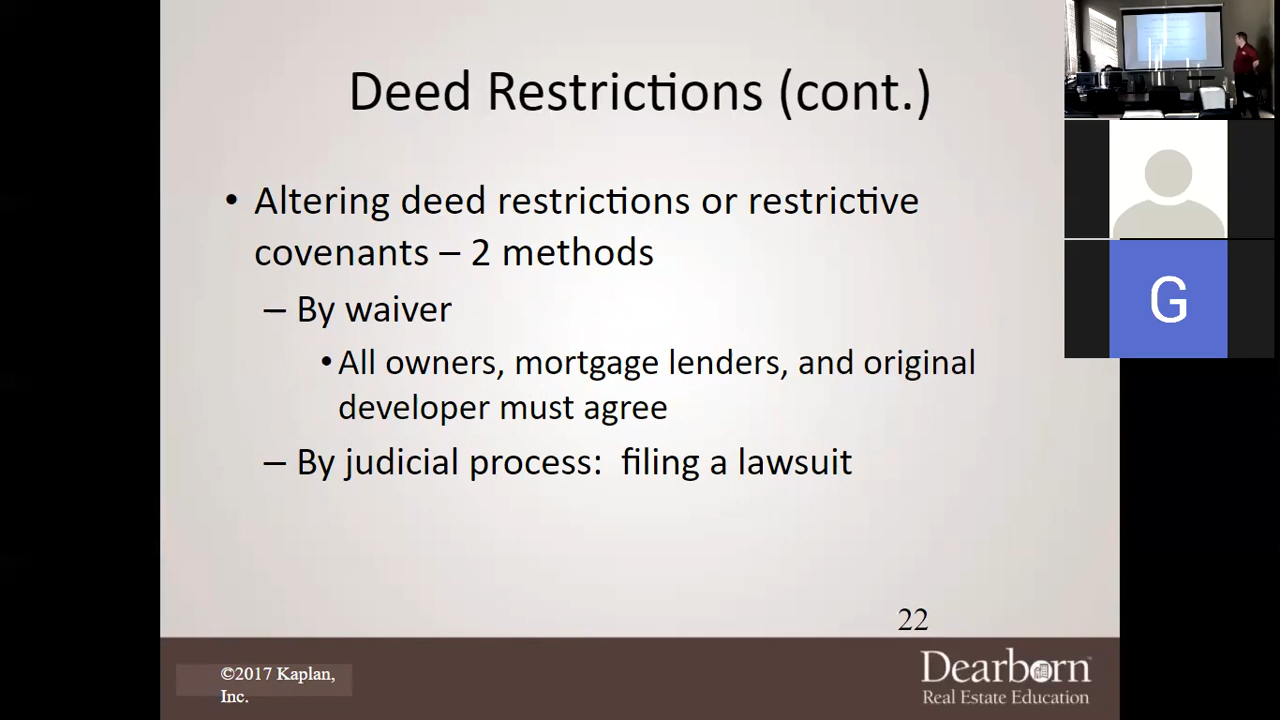 Deed Restrictions (cont.)
• Altering deed restrictions or restrictive
covenants – 2 methods
– By waiver
• All owners, mortgage lenders, and original
developer must agree
– By judicial process:  filing a lawsuit
22
©2017 Kaplan,
Inc.
Dearborn
Real Estate Education
G